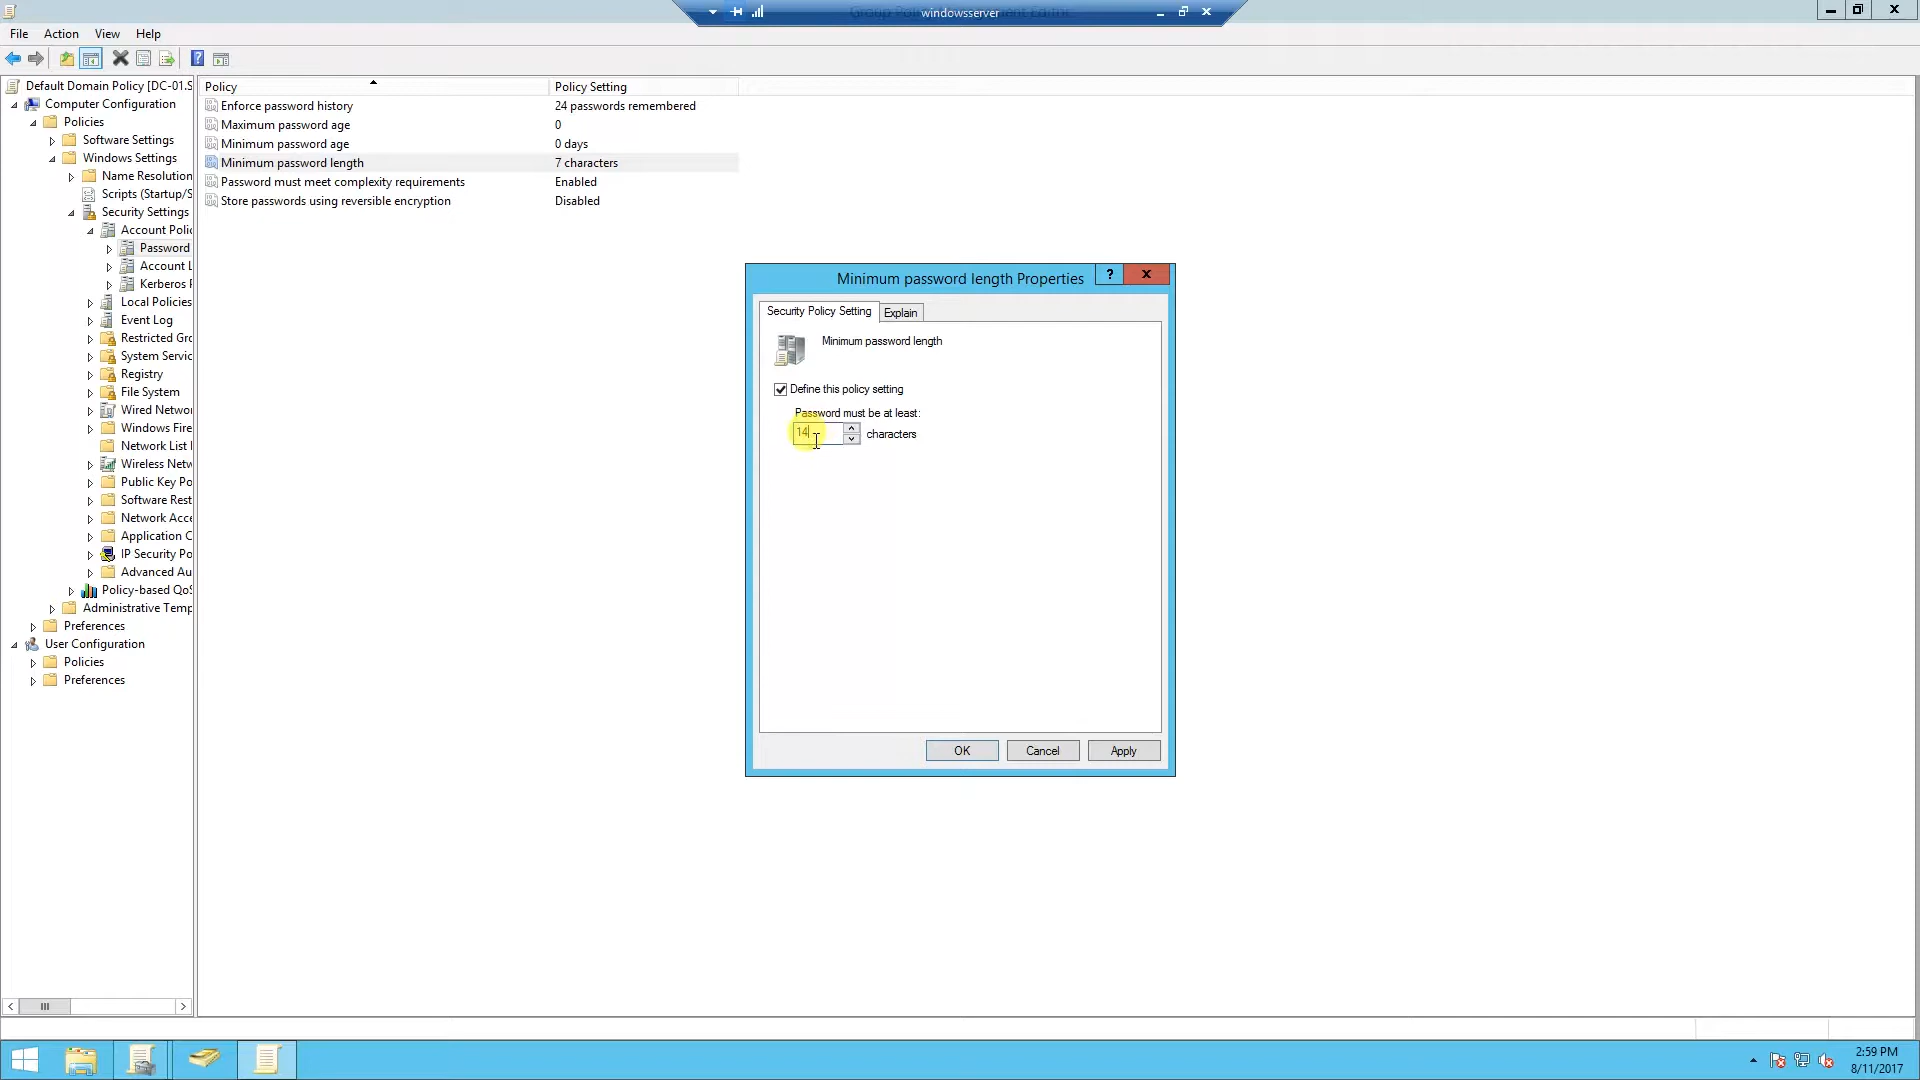 Group Policy Management Editor
windowsserver
File Action View Help
Default Domain Policy [DC-01.S
Computer Configuration
Policies
Software Settings
Windows Settings
Name Resolution
Scripts (Startup/S
Security Settings
Account Polic
Password
Account L
Kerberos P
Local Policies
Event Log
Restricted Gro
System Servic
Registry
File System
Wired Networ
Windows Fire
Network List
Wireless Netw
Public Key Po
Software Rest
Network Acce
Application C
IP Security Po
Advanced Au
Policy-based QoS
Administrative Temp
Preferences
User Configuration
Policies
Preferences
Policy Policy Setting
Enforce password history 24 passwords remembered
Maximum password age 0
Minimum password age 0 days
Minimum password length 7 characters
Password must meet complexity requirements Enabled
Store passwords using reversible encryption Disabled
Minimum password length Properties
? X
Security Policy Setting Explain
Minimum password length
Define this policy setting
Password must be at least:
14 characters
OK Cancel Apply
2:59 PM
8/11/2017